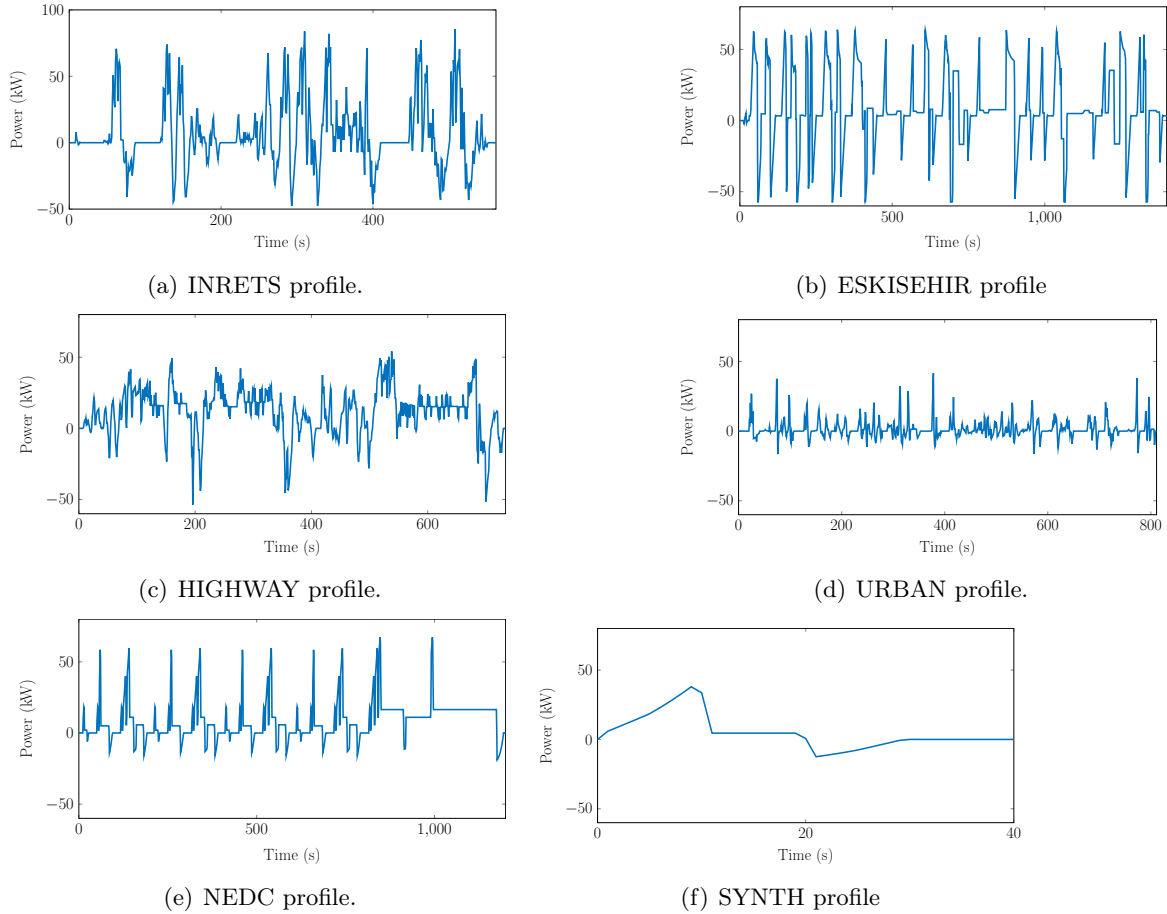 100
50
0
−50
Power (kW)
0
200
400
Time (s)
(a) INRETS profile.
50
0
−50
Power (kW)
0
500
1,000
Time (s)
(b) ESKISEHIR profile
50
0
−50
Power (kW)
0
200
400
600
Time (s)
(c) HIGHWAY profile.
50
0
−50
Power (kW)
0
200
400
600
800
Time (s)
(d) URBAN profile.
50
0
−50
Power (kW)
0
500
1,000
Time (s)
(e) NEDC profile.
50
0
−50
Power (kW)
0
20
40
Time (s)
(f) SYNTH profile